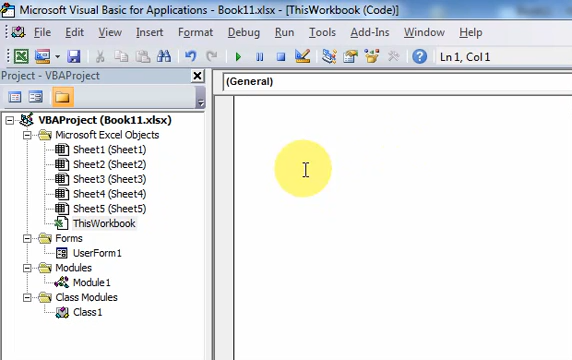 Microsoft Visual Basic for Applications - Book11.xlsx - [ThisWorkbook (Code)]
File Edit View Insert Format Debug Run Tools Add-Ins Window Help
Ln 1, Col 1
Project - VBAProject
(General)
VBAProject (Book11.xlsx)
Microsoft Excel Objects
Sheet1 (Sheet1)
Sheet2 (Sheet2)
Sheet3 (Sheet3)
Sheet4 (Sheet4)
Sheet5 (Sheet5)
ThisWorkbook
Forms
UserForm1
Modules
Module1
Class Modules
Class1